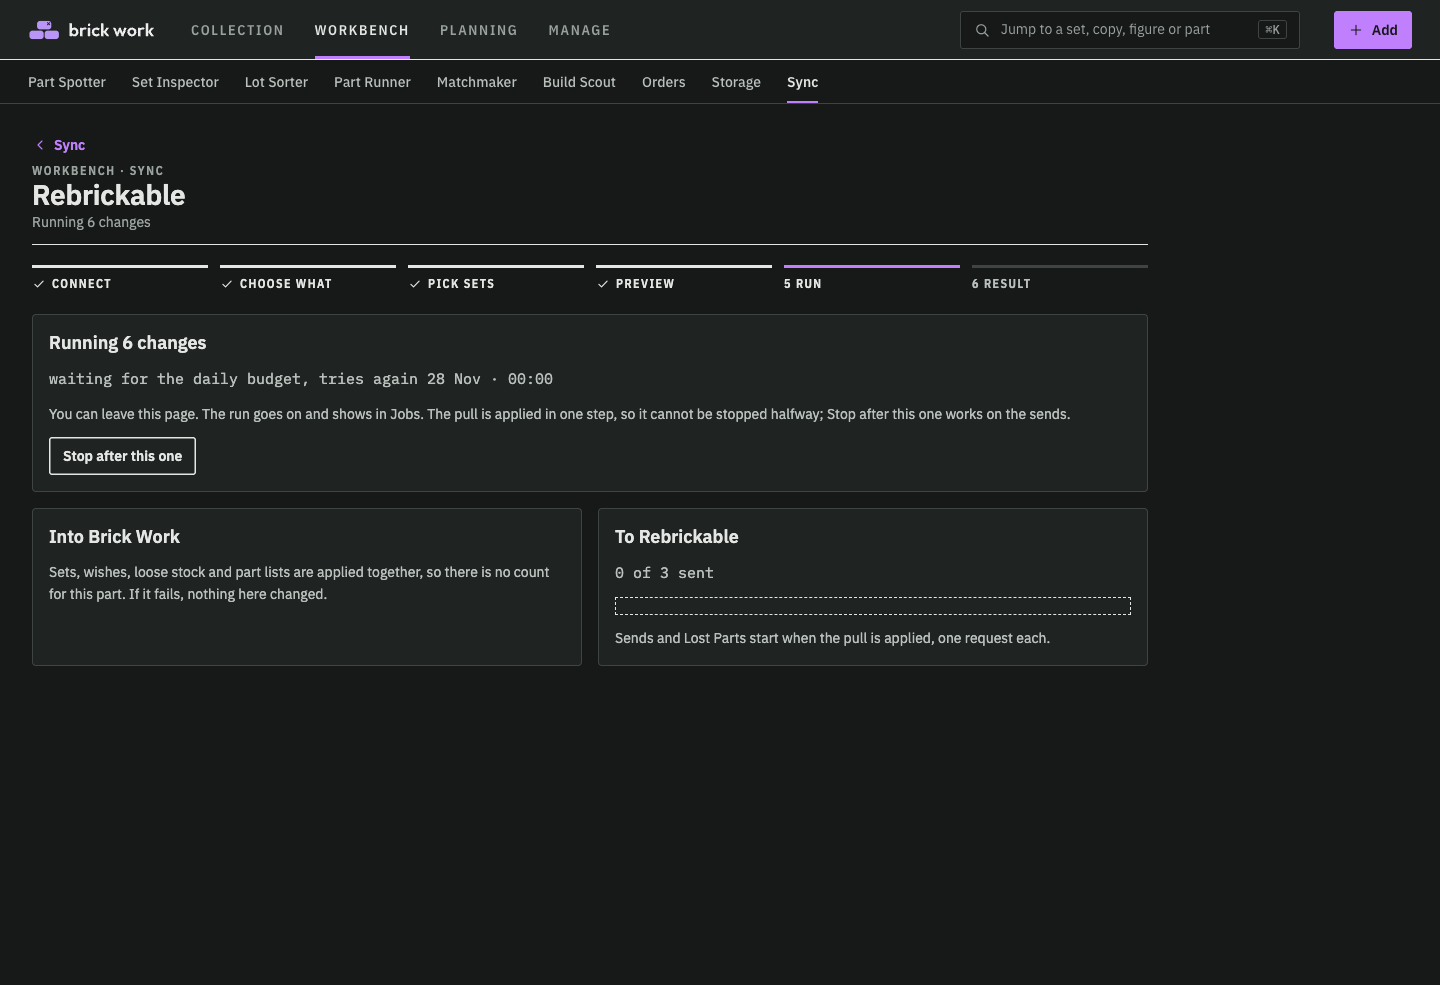 brick work
COLLECTION
WORKBENCH
PLANNING
MANAGE
Jump to a set, copy, figure or part
⌘K
+ Add
Part Spotter
Set Inspector
Lot Sorter
Part Runner
Matchmaker
Build Scout
Orders
Storage
Sync
Sync
WORKBENCH · SYNC
Rebrickable
Running 6 changes
CONNECT
CHOOSE WHAT
PICK SETS
PREVIEW
5 RUN
6 RESULT
Running 6 changes
waiting for the daily budget, tries again 28 Nov · 00:00
You can leave this page. The run goes on and shows in Jobs. The pull is applied in one step, so it cannot be stopped halfway; Stop after this one works on the sends.
Stop after this one
Into Brick Work
Sets, wishes, loose stock and part lists are applied together, so there is no count
for this part. If it fails, nothing here changed.
To Rebrickable
0 of 3 sent
Sends and Lost Parts start when the pull is applied, one request each.